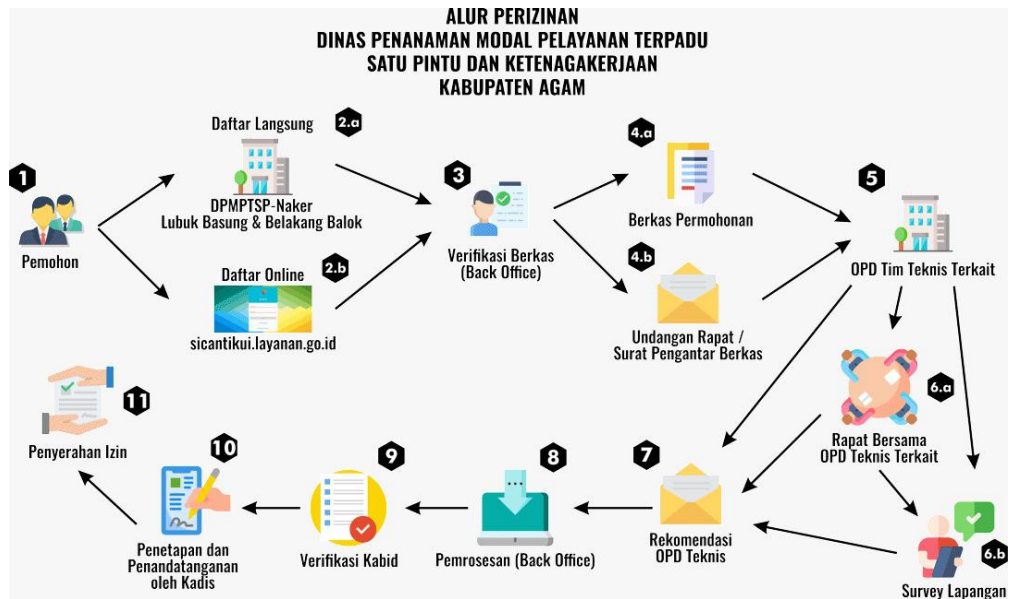 ALUR PERIZINAN
DINAS PENANAMAN MODAL PELAYANAN TERPADU
SATU PINTU DAN KETENAGAKERJAAN
KABUPATEN AGAM
1
Pemohon
Daftar Langsung
2.a
DPMPTSP-Naker
Lubuk Basung & Belakang Balok
Daftar Online
2.b
sicantikui.layanan.go.id
3
Verifikasi Berkas
(Back Office)
4.a
Berkas Permohonan
4.b
Undangan Rapat /
Surat Pengantar Berkas
5
OPD Tim Teknis Terkait
6.a
Rapat Bersama
OPD Teknis Terkait
6.b
Survey Lapangan
7
Rekomendasi
OPD Teknis
8
Pemrosesan (Back Office)
9
Verifikasi Kabid
10
Penetapan dan
Penandatanganan
oleh Kadis
11
Penyerahan Izin